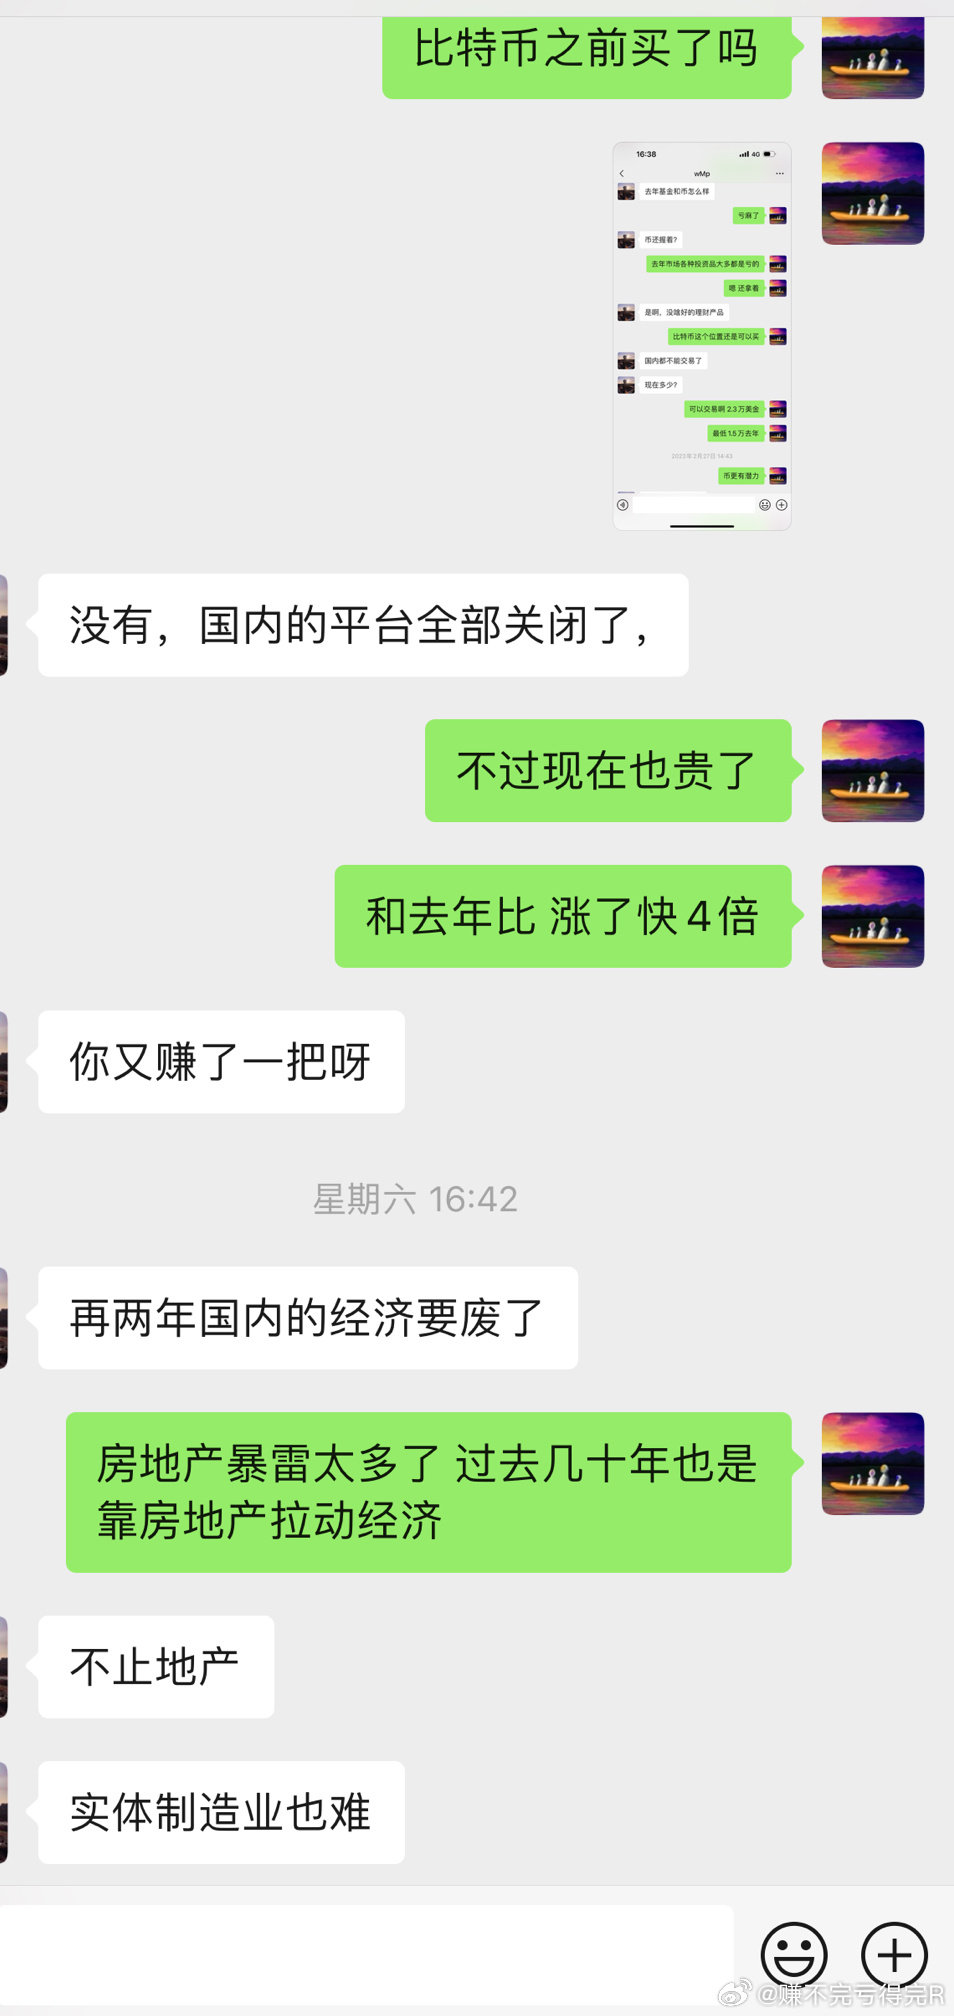 比特币之前买了吗
16:38
4G
wMp
去年基金和币怎么样
亏麻了
币还握着?
去年市场各种投资品大多都是亏的
嗯 还拿着
是啊，没啥好的理财产品
比特币这个位置还是可以买
国内都不能交易了
现在多少?
可以交易啊 2.3万美金
最低1.5万去年
2023年2月27日 14:43
币更有潜力
没有，国内的平台全部关闭了，
不过现在也贵了
和去年比 涨了快4倍
你又赚了一把呀
星期六 16:42
再两年国内的经济要废了
房地产暴雷太多了 过去几十年也是
靠房地产拉动经济
不止地产
实体制造业也难
@赚不完亏得完R